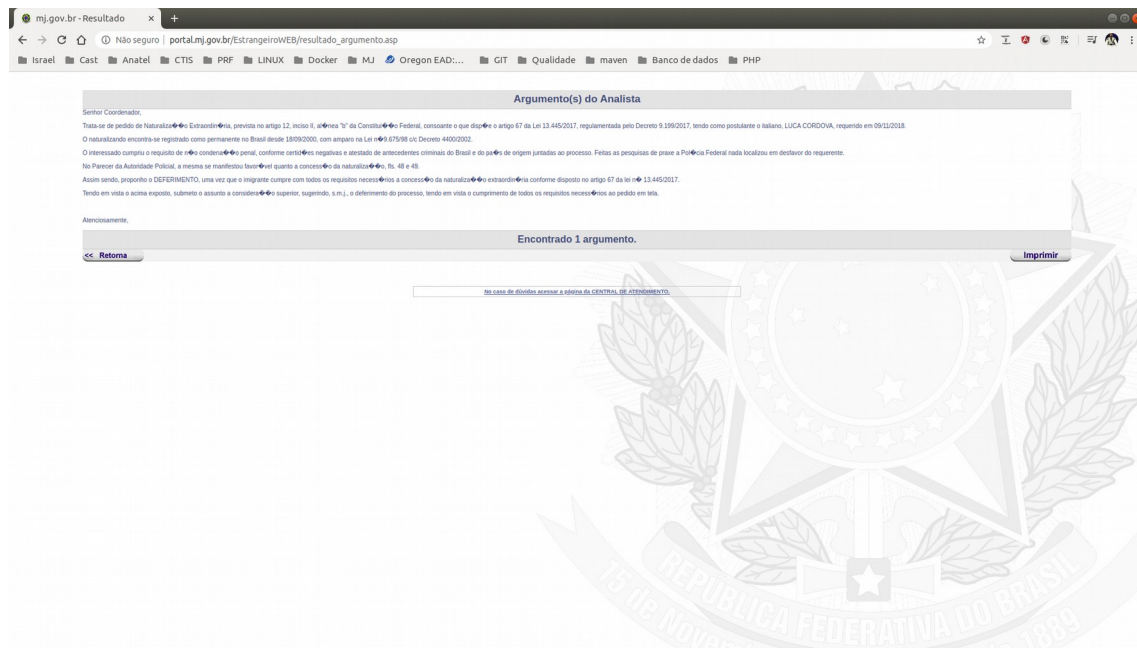 mj.gov.br - Resultado
Não seguro | portal.mj.gov.br/EstrangeiroWEB/resultado_argumento.asp
Israel Cast Anatel CTIS PRF LINUX Docker MJ Oregon EAD:... GIT Qualidade maven Banco de dados PHP
Argumento(s) do Analista
Senhor Coordenador,
Trata-se de pedido de Naturaliza��o Extraordin�ria, prevista no artigo 12, inciso II, al�nea "b" da Constitui��o Federal, consoante o que disp�e o artigo 67 da Lei 13.445/2017, regulamentada pelo Decreto 9.199/2017, tendo como postulante o italiano, LUCA CORDOVA, requerido em 09/11/2018.
O naturalizando encontra-se registrado como permanente no Brasil desde 18/09/2000, com amparo na Lei n�9.675/98 c/c Decreto 4400/2002.
O interessado cumpriu o requisito de n�o condena��o penal, conforme certid�es negativas e atestado de antecedentes criminais do Brasil e do pa�s de origem juntadas ao processo. Feitas as pesquisas de praxe a Pol�cia Federal nada localizou em desfavor do requerente.
No Parecer da Autoridade Policial, a mesma se manifestou favor�vel quanto a concess�o da naturaliza��o, fls. 48 e 49.
Assim sendo, proponho o DEFERIMENTO, uma vez que o imigrante cumpre com todos os requisitos necess�rios a concess�o da naturaliza��o extraordin�ria conforme disposto no artigo 67 da lei n� 13.445/2017.
Tendo em vista o acima exposto, submeto o assunto a considera��o superior, sugerindo, s.m.j., o deferimento do processo, tendo em vista o cumprimento de todos os requisitos necess�rios ao pedido em tela.
Atenciosamente,
Encontrado 1 argumento.
<< Retorna Imprimir
No caso de dúvidas acessar a página da CENTRAL DE ATENDIMENTO.
REPÚBLICA FEDERATIVA DO BRASIL
15 de Novembro de 1889